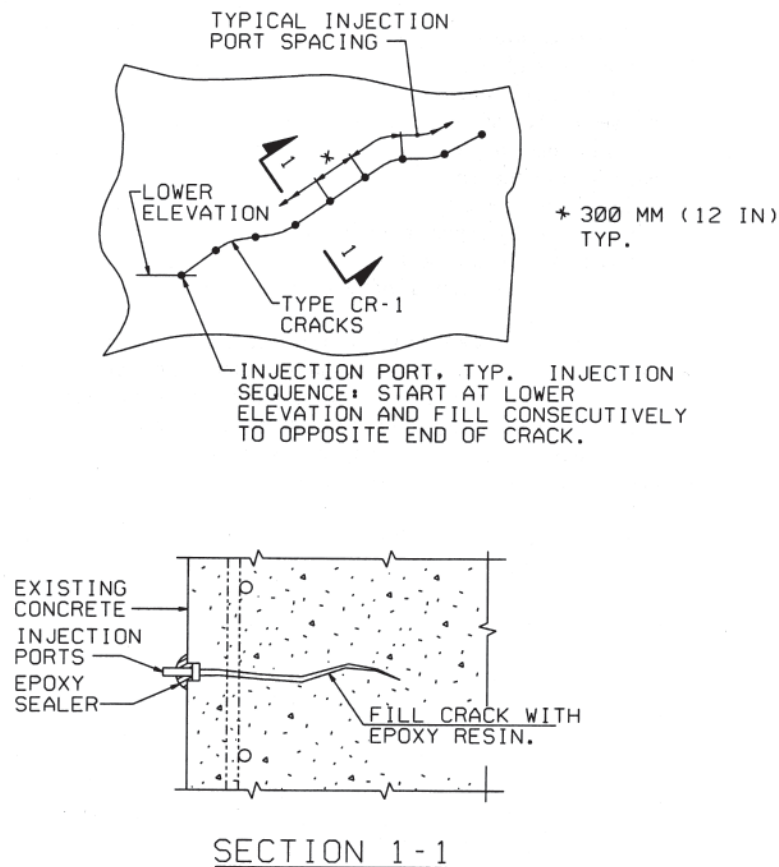 TYPICAL INJECTION
PORT SPACING
1
*
LOWER
ELEVATION
* 300 MM (12 IN)
TYP.
1
TYPE CR-1
CRACKS
INJECTION PORT, TYP. INJECTION
SEQUENCE: START AT LOWER
ELEVATION AND FILL CONSECUTIVELY
TO OPPOSITE END OF CRACK.
EXISTING
CONCRETE
INJECTION
PORTS
EPOXY
SEALER
FILL CRACK WITH
EPOXY RESIN.
SECTION 1-1